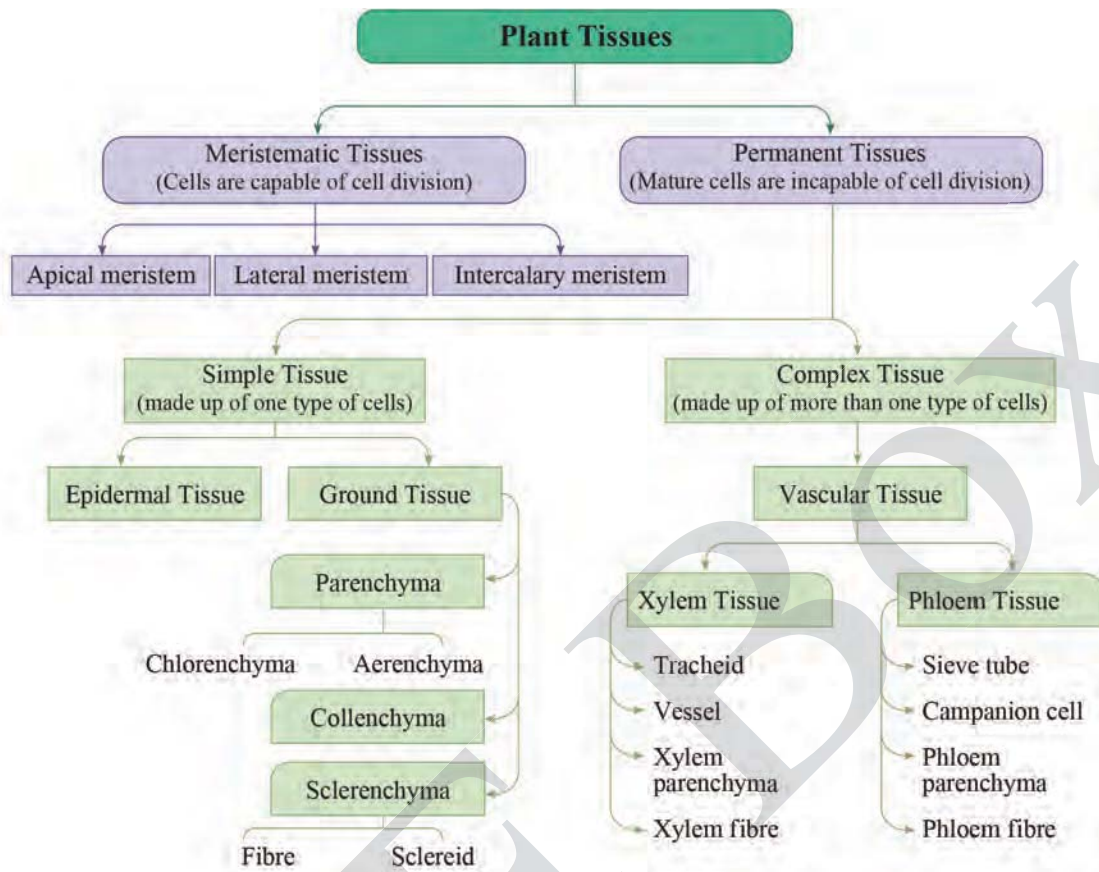 Plant Tissues
Meristematic Tissues
(Cells are capable of cell division)
Permanent Tissues
(Mature cells are incapable of cell division)
Apical meristem
Lateral meristem
Intercalary meristem
Simple Tissue
(made up of one type of cells)
Complex Tissue
(made up of more than one type of cells)
Epidermal Tissue
Ground Tissue
Vascular Tissue
Parenchyma
Chlorenchyma
Aerenchyma
Collenchyma
Sclerenchyma
Fibre
Sclereid
Xylem Tissue
Tracheid
Vessel
Xylem
parenchyma
Xylem fibre
Phloem Tissue
Sieve tube
Campanion cell
Phloem
parenchyma
Phloem fibre